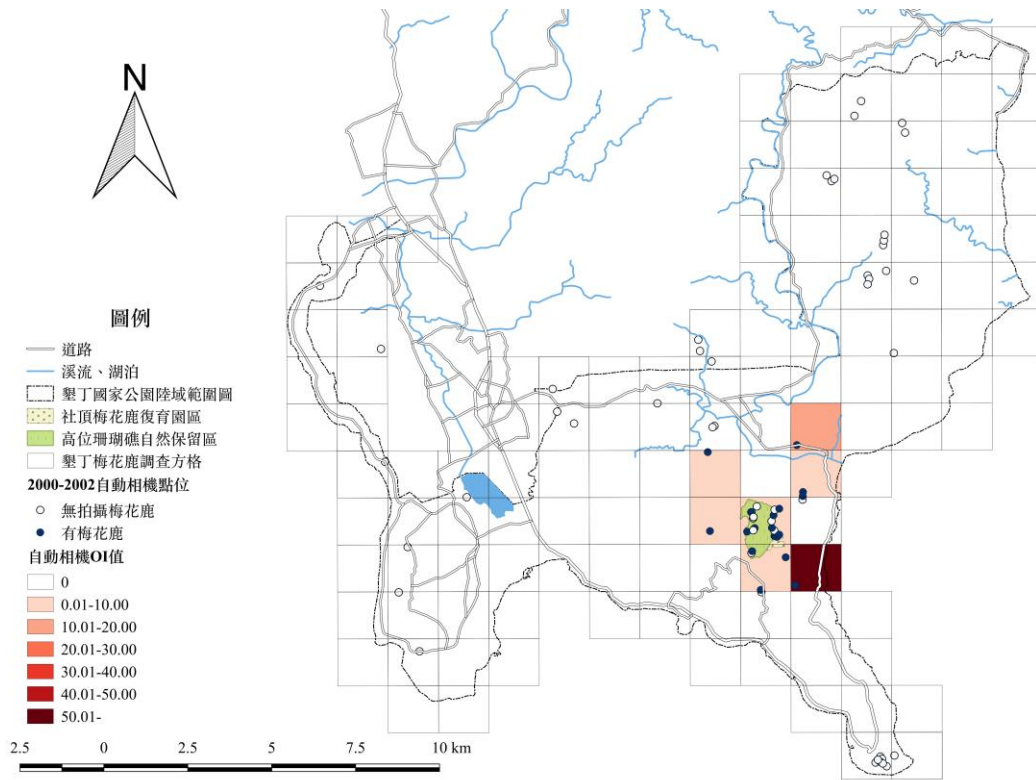 N
圖例
道路
溪流、湖泊
墾丁國家公園陸域範圍圖
社頂梅花鹿復育園區
高位珊瑚礁自然保留區
墾丁梅花鹿調查方格
2000-2002自動相機點位
無拍攝梅花鹿
有梅花鹿
自動相機OI值
0
0.01-10.00
10.01-20.00
20.01-30.00
30.01-40.00
40.01-50.00
50.01-
2.5 0 2.5 5 7.5 10 km